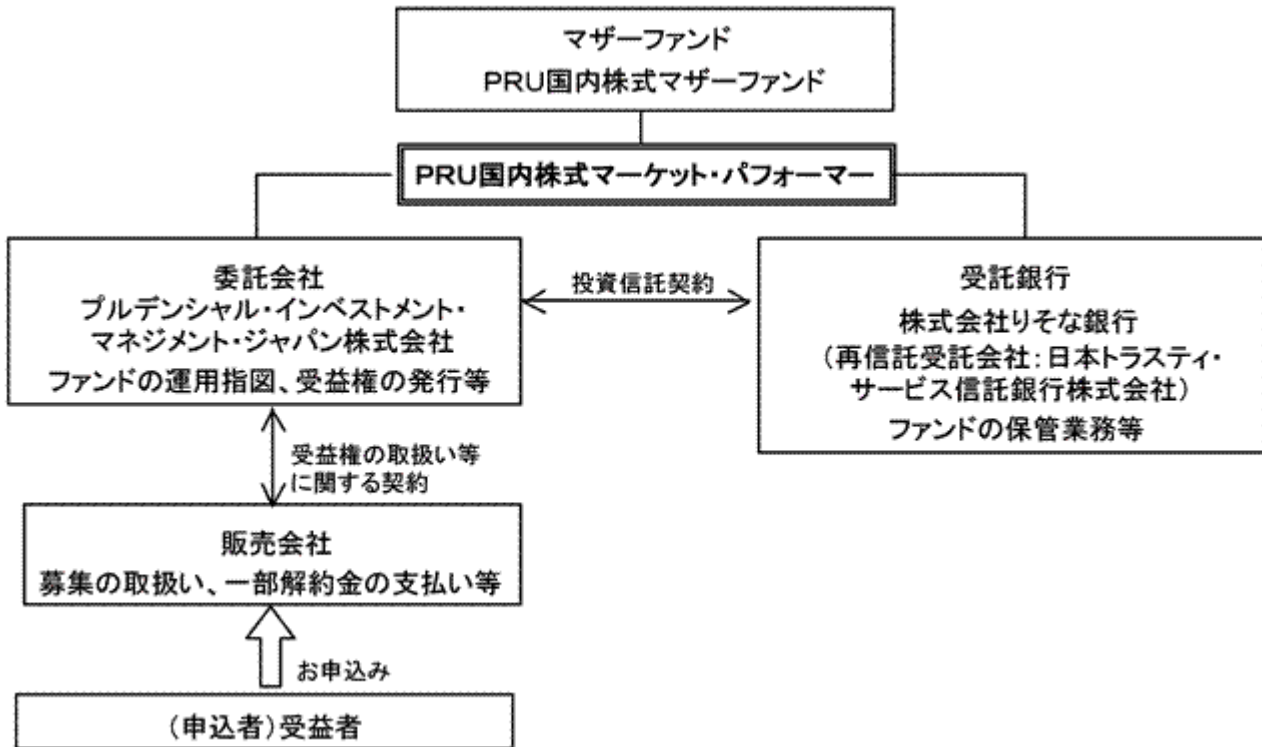 マザーファンド
PRU国内株式マザーファンド
PRU国内株式マーケット・パフォーマー
委託会社
プルデンシャル・インベストメント・
マネジメント・ジャパン株式会社
ファンドの運用指図、受益権の発行等
投資信託契約
受託銀行
株式会社りそな銀行
(再信託受託会社:日本トラスティ・
サービス信託銀行株式会社)
ファンドの保管業務等
受益権の取扱い等
に関する契約
販売会社
募集の取扱い、一部解約金の支払い等
お申込み
(申込者)受益者